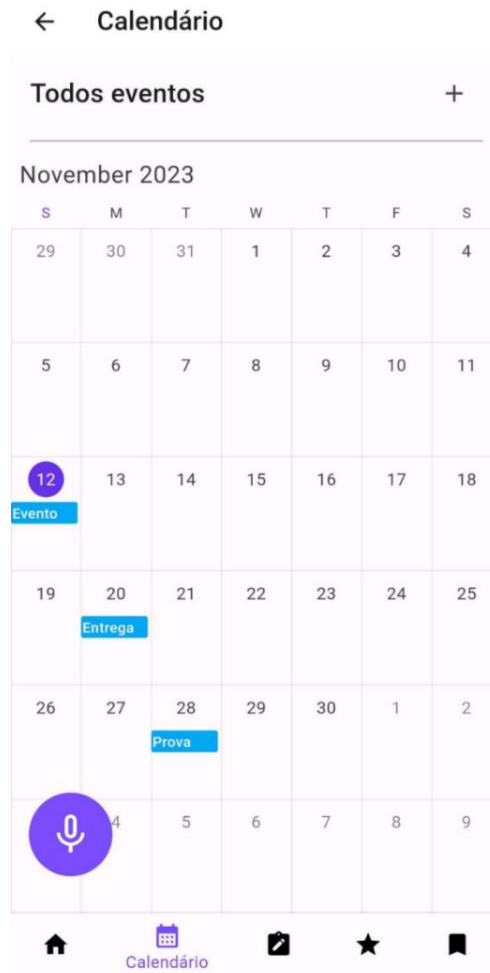 Calendário
Todos eventos
November 2023
S M T W T F S
29 30 31 1 2 3 4
5 6 7 8 9 10 11
12 13 14 15 16 17 18
Evento
19 20 21 22 23 24 25
Entrega
26 27 28 29 30 1 2
Prova
4 5 6 7 8 9
Calendário